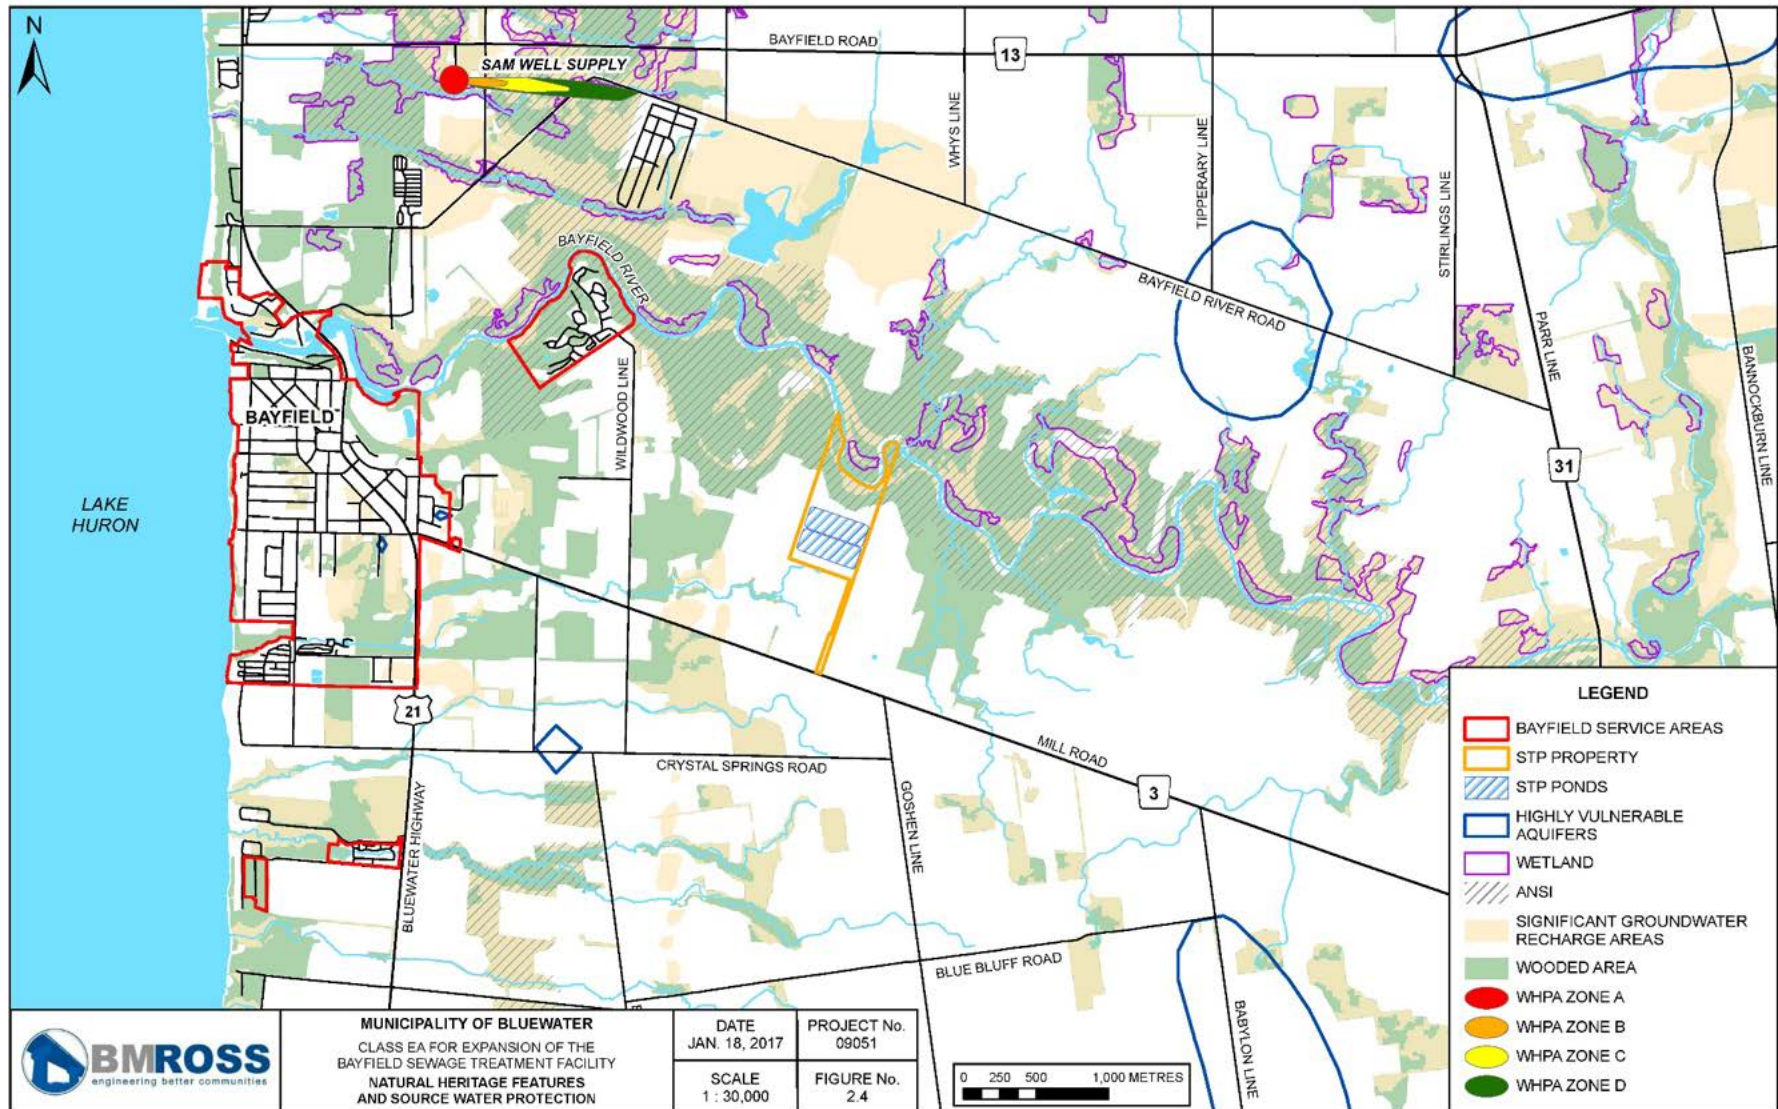 N
BAYFIELD ROAD
13
SAM WELL SUPPLY
WHYS LINE
TIPPERARY LINE
STIRLINGS LINE
BAYFIELD RIVER
BAYFIELD RIVER ROAD
PARR LINE
BANNOCKBURN LINE
WILDWOOD LINE
BAYFIELD
31
LAKE
HURON
21
CRYSTAL SPRINGS ROAD
MILL ROAD
3
GOSHEN LINE
BLUEWATER HIGHWAY
BLUE BLUFF ROAD
BABYLON LINE
LEGEND
BAYFIELD SERVICE AREAS
STP PROPERTY
STP PONDS
HIGHLY VULNERABLE
AQUIFERS
WETLAND
ANSI
SIGNIFICANT GROUNDWATER
RECHARGE AREAS
WOODED AREA
WHPA ZONE A
WHPA ZONE B
WHPA ZONE C
WHPA ZONE D
BMROSS
engineering better communities
MUNICIPALITY OF BLUEWATER
CLASS EA FOR EXPANSION OF THE
BAYFIELD SEWAGE TREATMENT FACILITY
NATURAL HERITAGE FEATURES
AND SOURCE WATER PROTECTION
DATE
JAN. 18, 2017
PROJECT No.
09051
SCALE
1 : 30,000
FIGURE No.
2.4
0 250 500 1,000 METRES